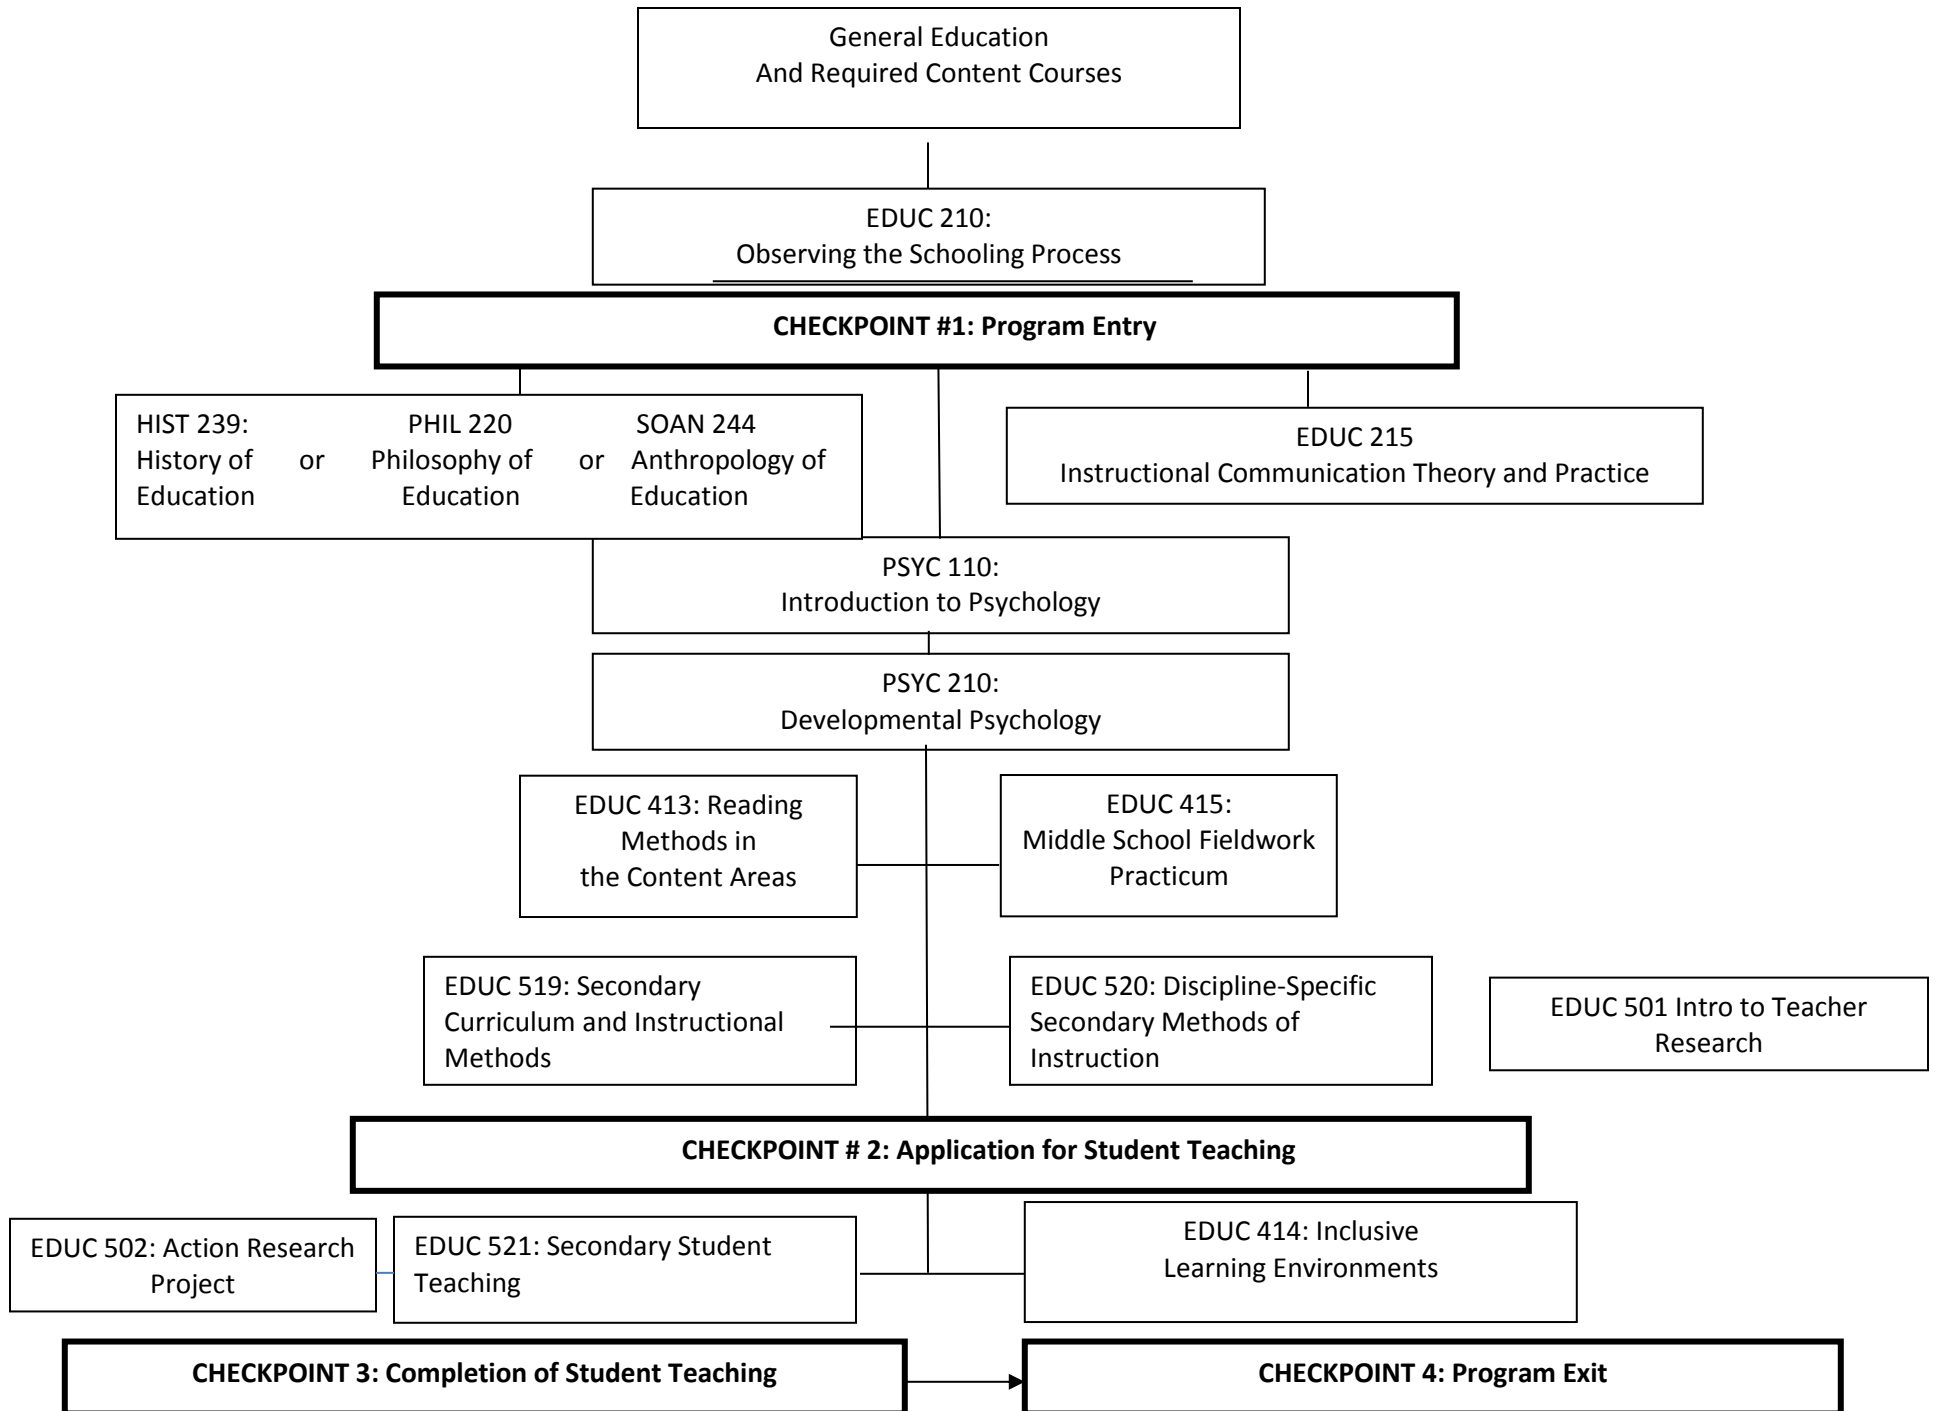 General Education
And Required Content Courses
EDUC 210:
Observing the Schooling Process
CHECKPOINT #1: Program Entry
HIST 239: PHIL 220 SOAN 244
History of or Philosophy of or Anthropology of
Education Education Education
EDUC 215
Instructional Communication Theory and Practice
PSYC 110:
Introduction to Psychology
PSYC 210:
Developmental Psychology
EDUC 413: Reading
Methods in
the Content Areas
EDUC 415:
Middle School Fieldwork
Practicum
EDUC 519: Secondary
Curriculum and Instructional
Methods
EDUC 520: Discipline-Specific
Secondary Methods of
Instruction
EDUC 501 Intro to Teacher
Research
CHECKPOINT # 2: Application for Student Teaching
EDUC 502: Action Research
Project
EDUC 521: Secondary Student
Teaching
EDUC 414: Inclusive
Learning Environments
CHECKPOINT 3: Completion of Student Teaching
CHECKPOINT 4: Program Exit